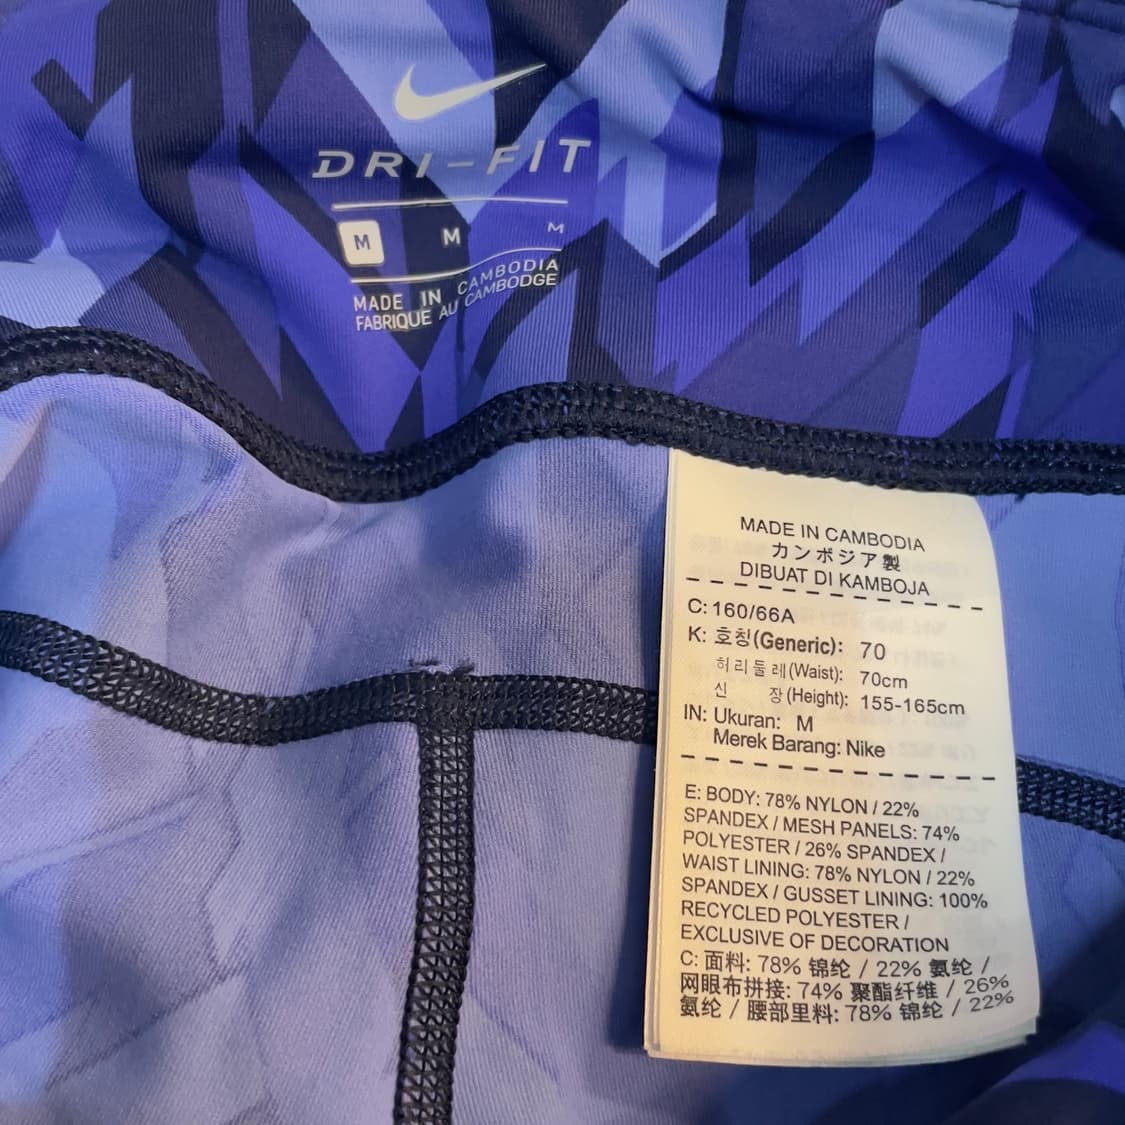 DRI-FIT
M M M
MADE IN CAMBODIA
FABRIQUE AU CAMBODGE
MADE IN CAMBODIA
カンボジア製
DIBUAT DI KAMBOJA
C: 160/66A
K: 호칭(Generic): 70
허리둘레(Waist): 70cm
신 장(Height): 155-165cm
IN: Ukuran: M
Merek Barang: Nike
E: BODY: 78% NYLON / 22%
SPANDEX / MESH PANELS: 74%
POLYESTER / 26% SPANDEX /
WAIST LINING: 78% NYLON / 22%
SPANDEX / GUSSET LINING: 100%
RECYCLED POLYESTER /
EXCLUSIVE OF DECORATION
C: 面料: 78% 锦纶 / 22% 氨纶 /
网眼布拼接: 74% 聚酯纤维 / 26%
氨纶 / 腰部里料: 78% 锦纶 / 22%